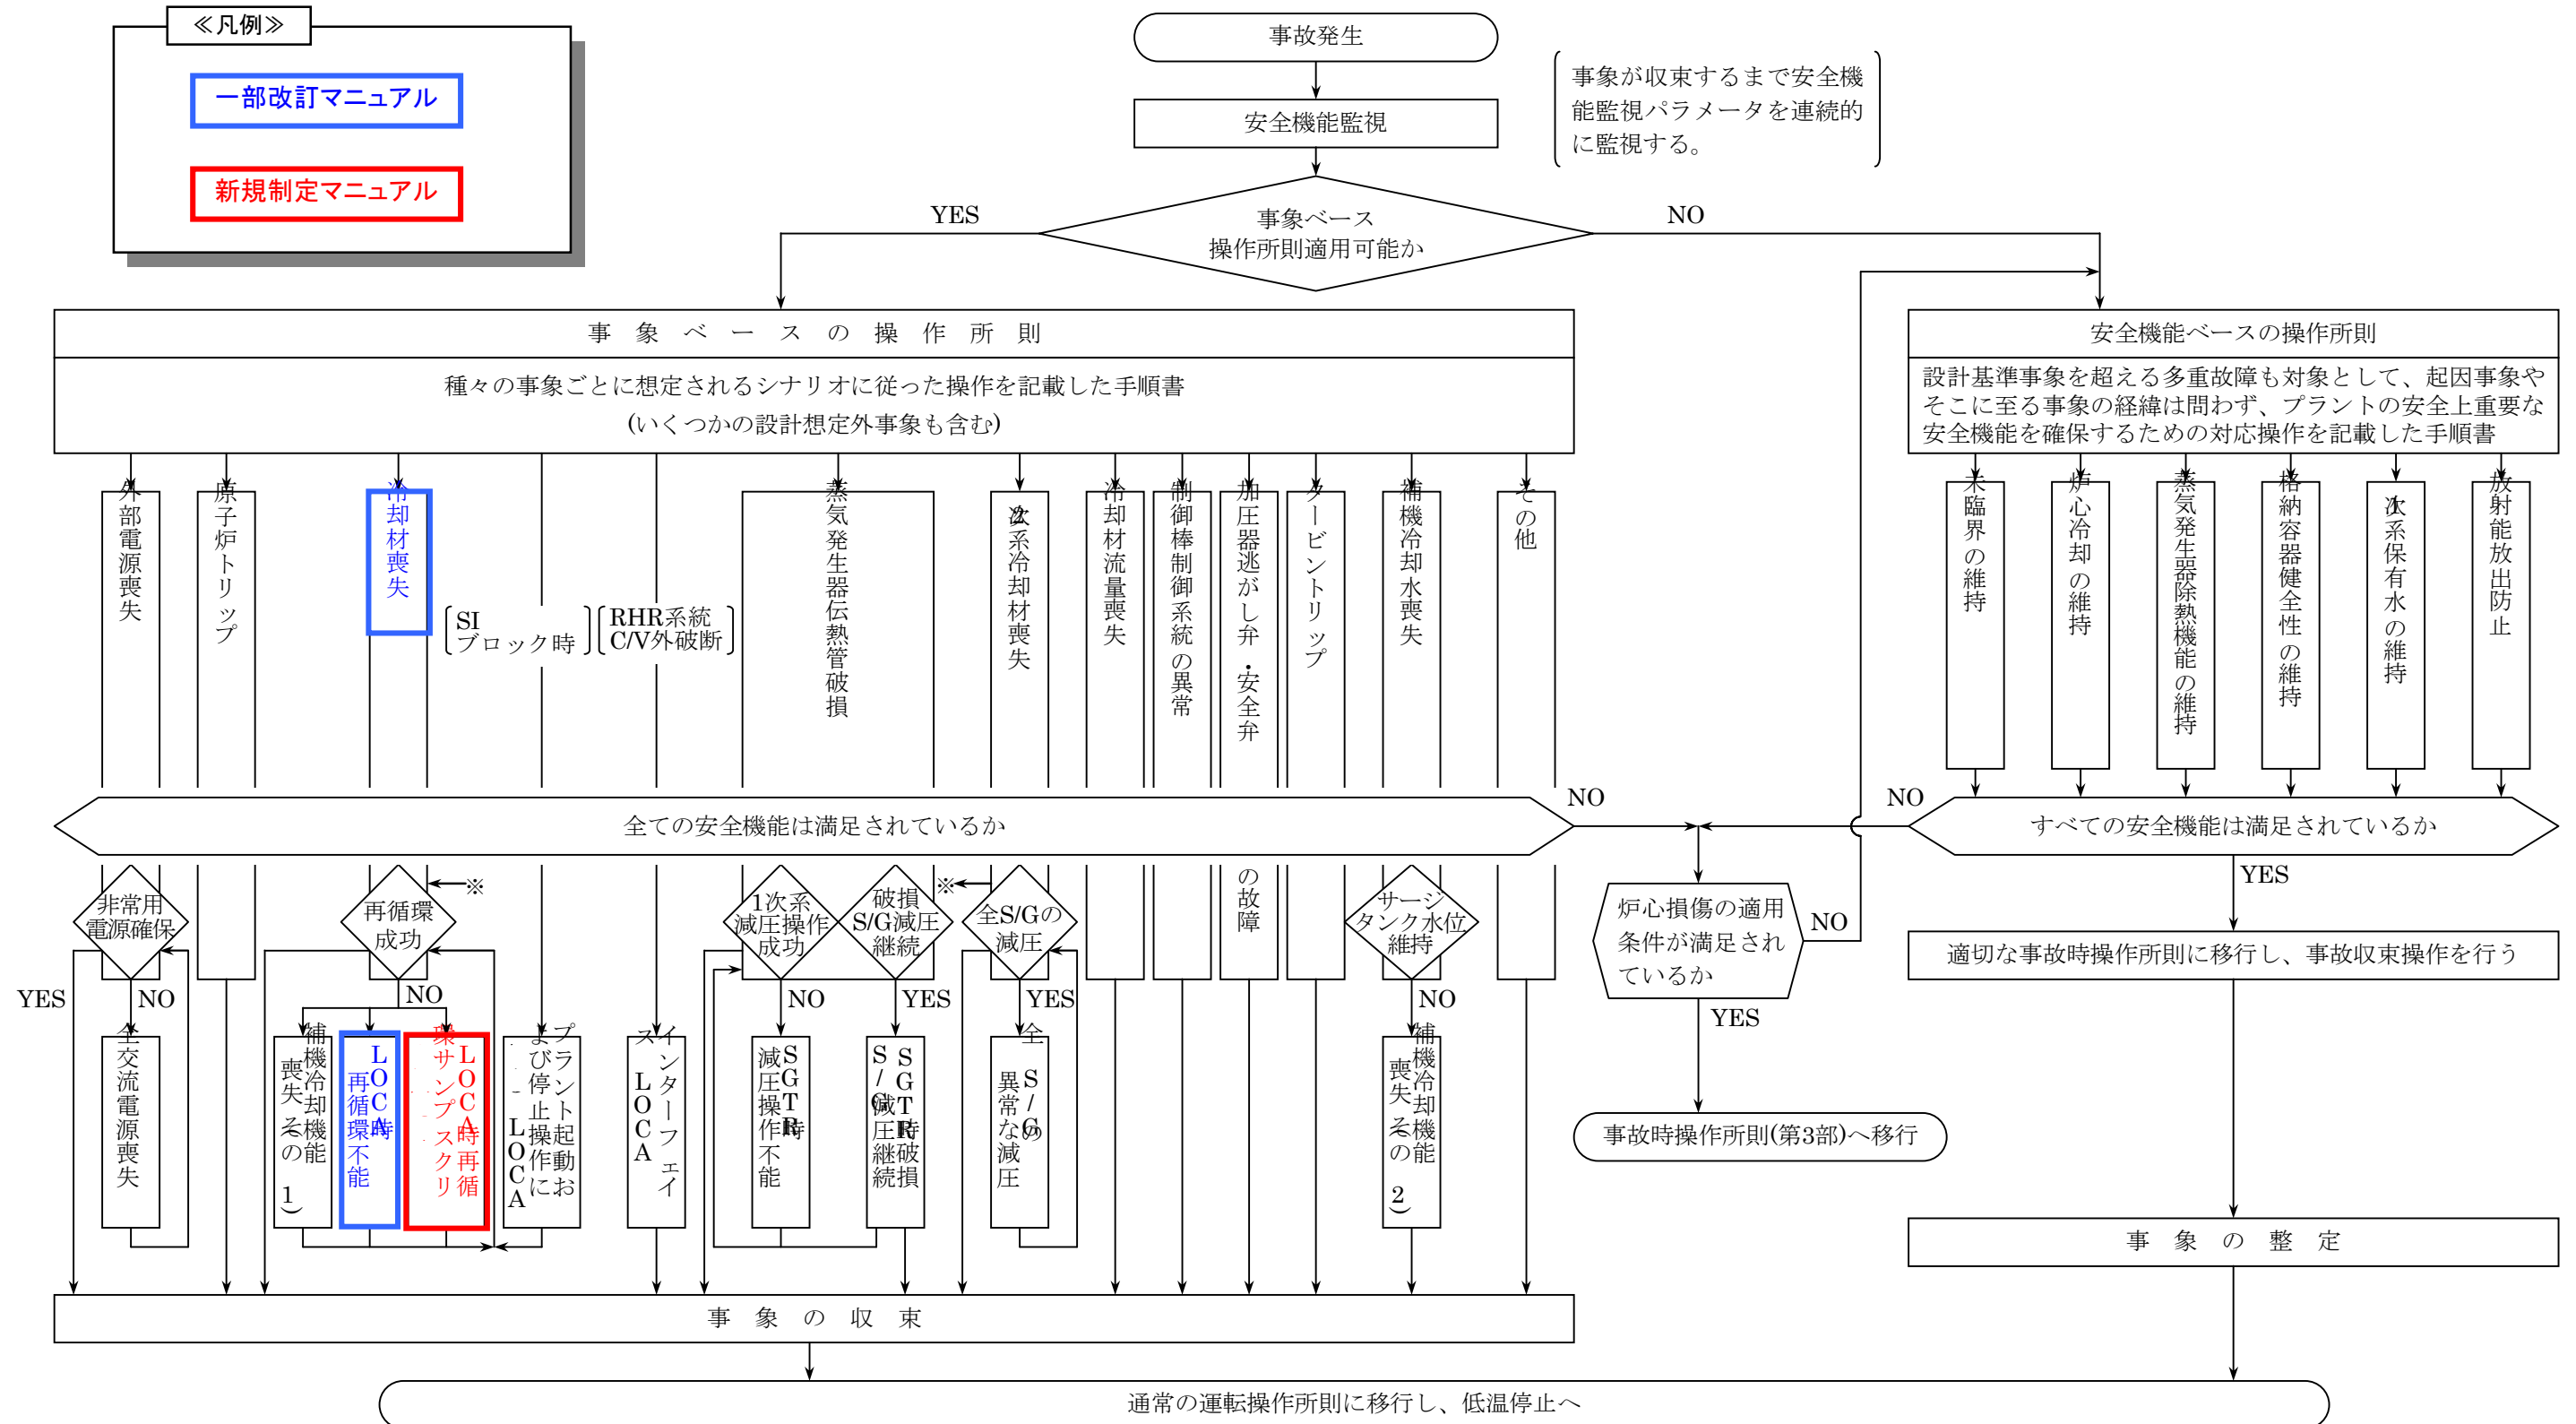 ≪凡例≫
一部改訂マニュアル
新規制定マニュアル
事故発生
安全機能監視
事象が収束するまで安全機
能監視パラメータを連続的
に監視する。
事象ベース
操作所則適用可能か
YES
NO
事象ベースの操作所則
種々の事象ごとに想定されるシナリオに従った操作を記載した手順書
(いくつかの設計想定外事象も含む)
安全機能ベースの操作所則
設計基準事象を超える多重故障も対象として、起因事象や
そこに至る事象の経緯は問わず、プラントの安全上重要な
安全機能を確保するための対応操作を記載した手順書
外部電源喪失
原子炉トリップ
冷却材喪失
SI
ブロック時
RHR系統
C/V外破断
蒸気発生器伝熱管破損
2次系冷却材喪失
冷却材流量喪失
制御棒制御系統の異常
加圧器逃がし弁・安全弁
の故障
タービントリップ
補機冷却水喪失
その他
未臨界の維持
炉心冷却の維持
蒸気発生器除熱機能の維持
格納容器健全性の維持
1次系保有水の維持
放射能放出防止
全ての安全機能は満足されているか
NO
NO
すべての安全機能は満足されているか
YES
非常用
電源確保
YES
NO
再循環
成功
※
NO
1次系
減圧操作
成功
NO
破損
S/G減圧
継続
YES
※
全S/Gの
減圧
YES
サージ
タンク水位
維持
NO
炉心損傷の適用
条件が満足され
ているか
NO
YES
適切な事故時操作所則に移行し、事故収束操作を行う
全交流電源喪失
補機冷却機能
喪失(その1)
LOCA時
再循環不能
LOCA時再循
環サンプスクリ
プラント起動お
よび停止操作に
LOCA
インターフェイ
スLOCA
SGTR時
減圧操作不能
SGTR時破損
S/G減圧継続
全S/Gの
異常な減圧
補機冷却機能
喪失(その2)
事故時操作所則(第3部)へ移行
事象の整定
事象の収束
通常の運転操作所則に移行し、低温停止へ